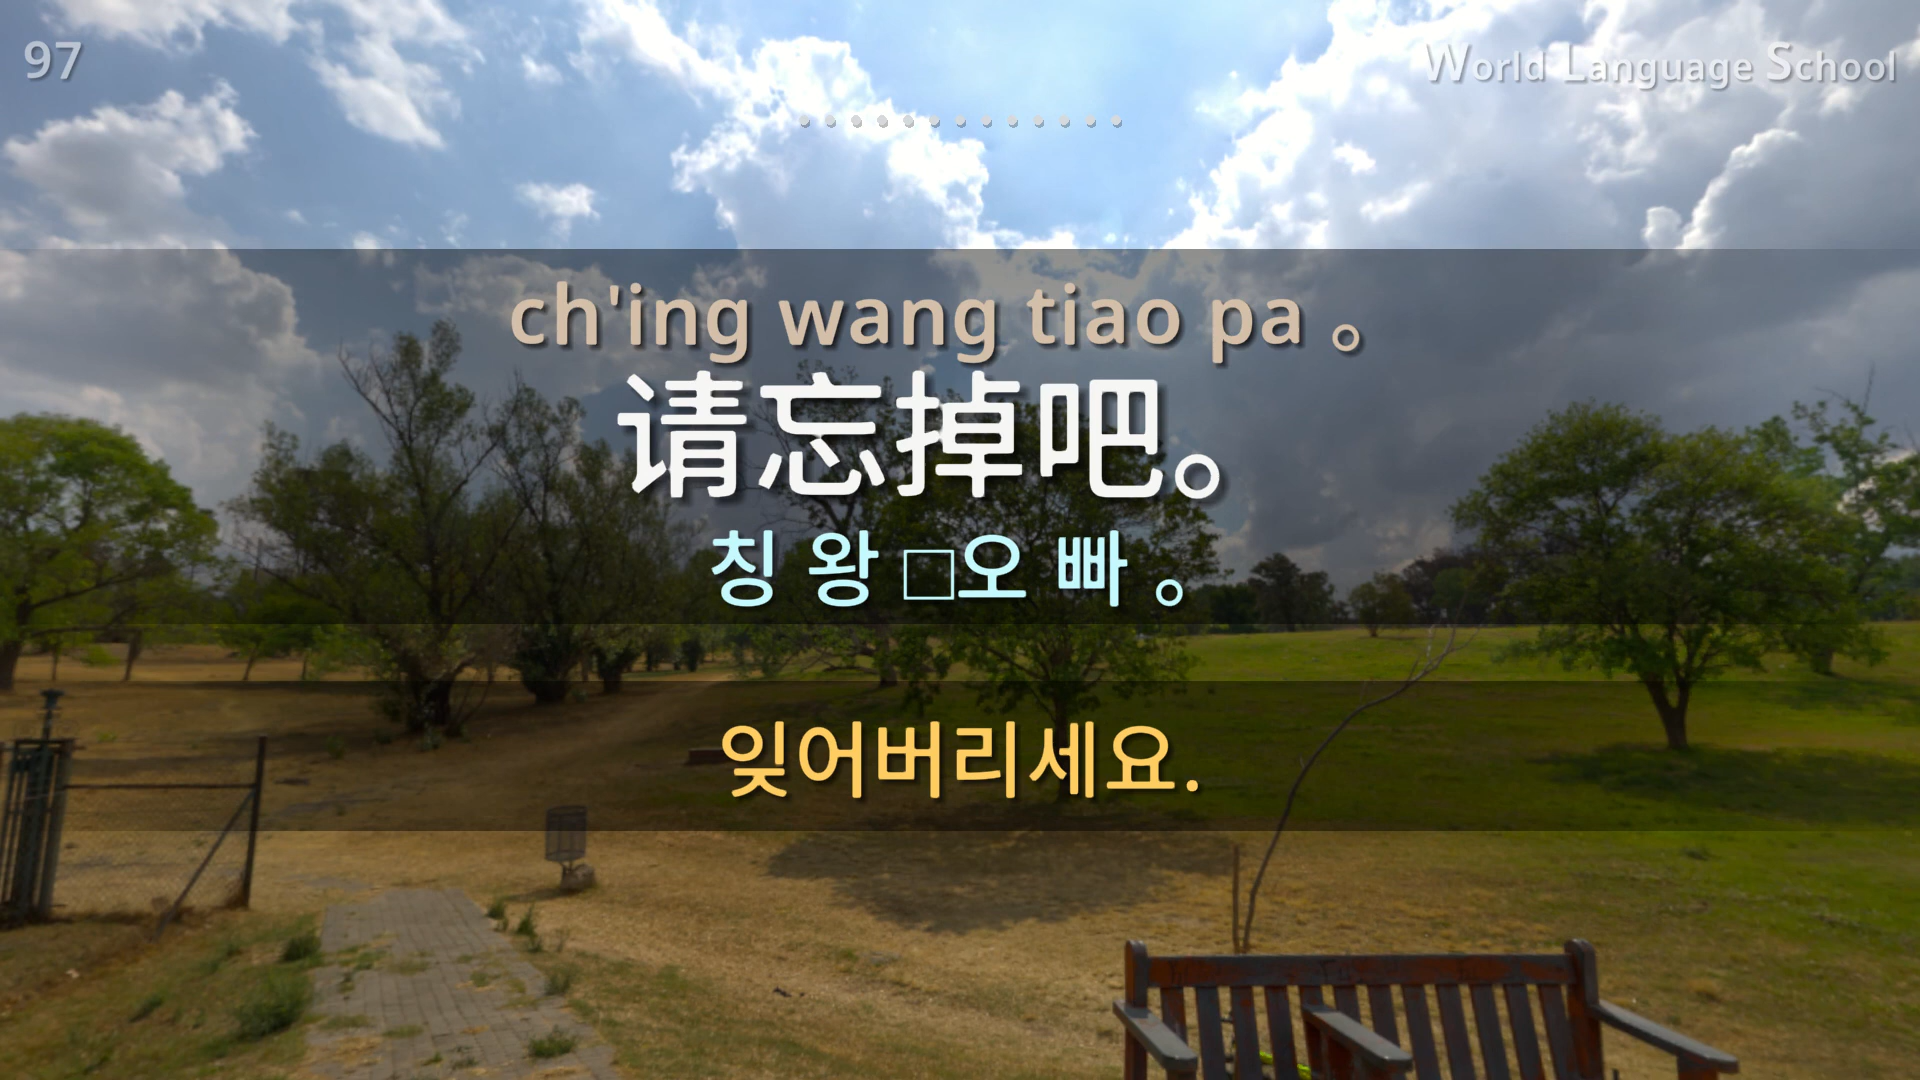 97
World Language School
.............
ch'ing wang tiao pa 。
请忘掉吧。
칭 왕 □오 빠 。
잊어버리세요.